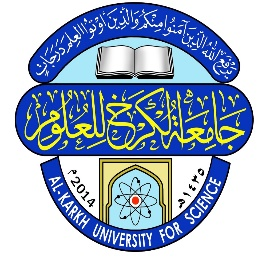 يرفع الله الذين آمنوا منكم والذين اوتوا العلم درجات
جامعة الكرخ للعلوم
2014 م
١٤٣٥ هـ
AL-KARKH UNIVERSITY FOR SCIENCE